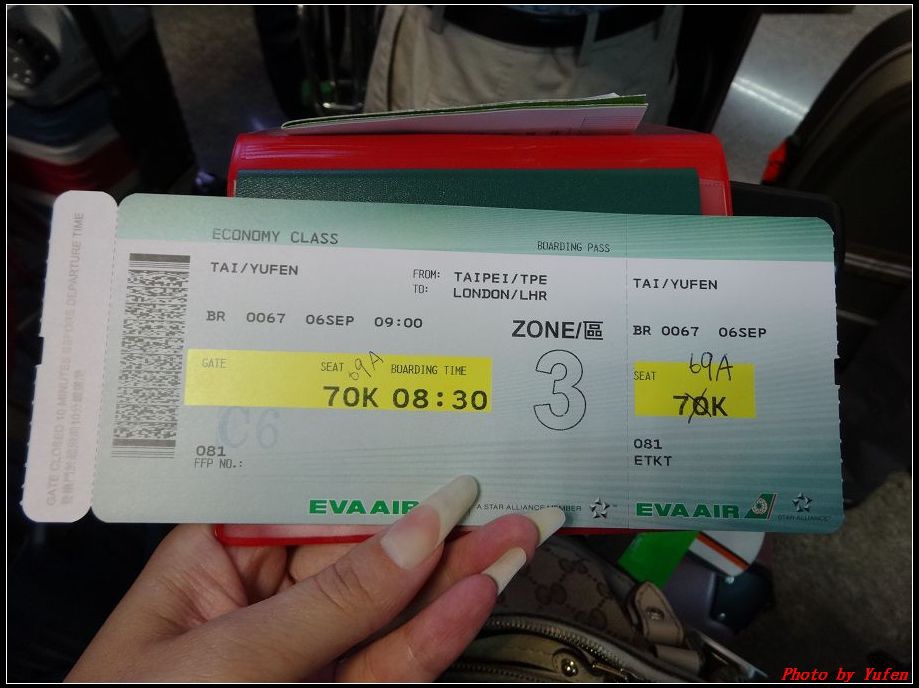 ECONOMY CLASS
BOARDING PASS
TAI/YUFEN
FROM: TAIPEI/TPE
TO: LONDON/LHR
BR 0067 06SEP 09:00
ZONE/區
3
GATE
SEAT 69A BOARDING TIME
70K 08:30
C6
081
FFP NO.:
EVA AIR
A STAR ALLIANCE MEMBER
TAI/YUFEN
BR 0067 06SEP
SEAT 69A
70K
081
ETKT
EVA AIR
STAR ALLIANCE
GATE CLOSED 10 MINUTES BEFORE DEPARTURE TIME
Photo by Yufen